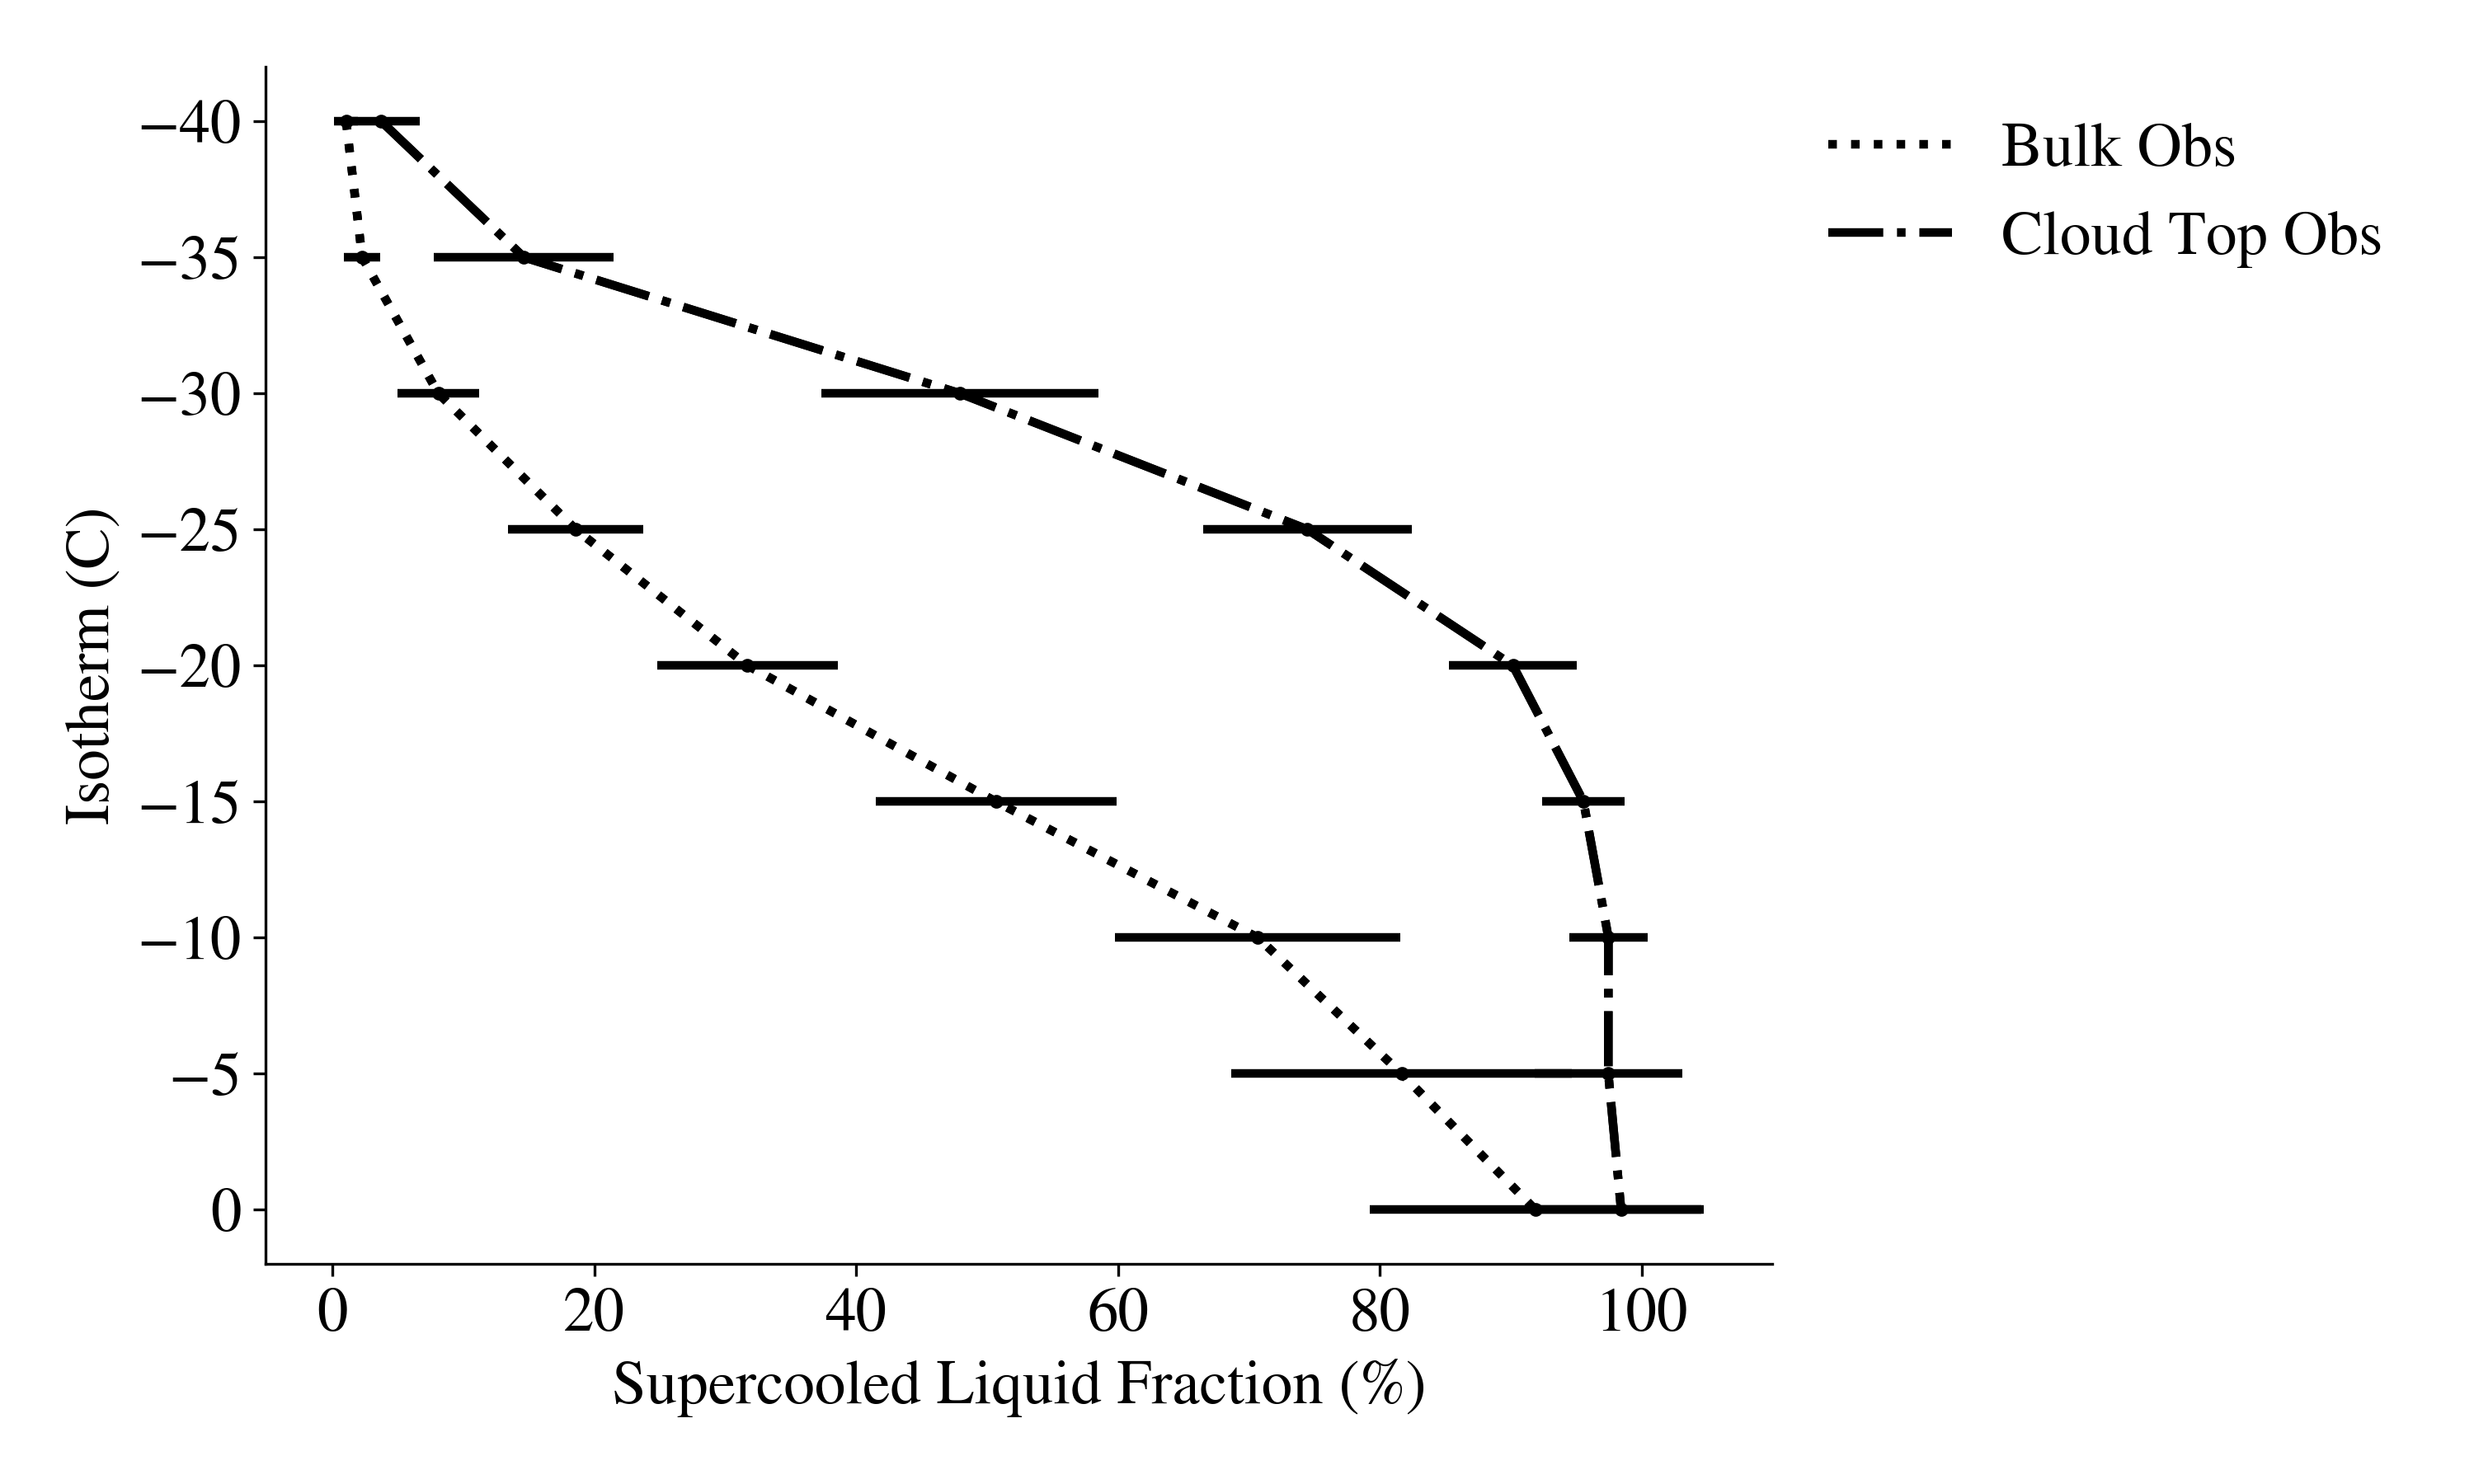 −40
−35
−30
−25
−20
−15
−10
−5
0
Isotherm (C)
0 20 40 60 80 100
Supercooled Liquid Fraction (%)
Bulk Obs
Cloud Top Obs